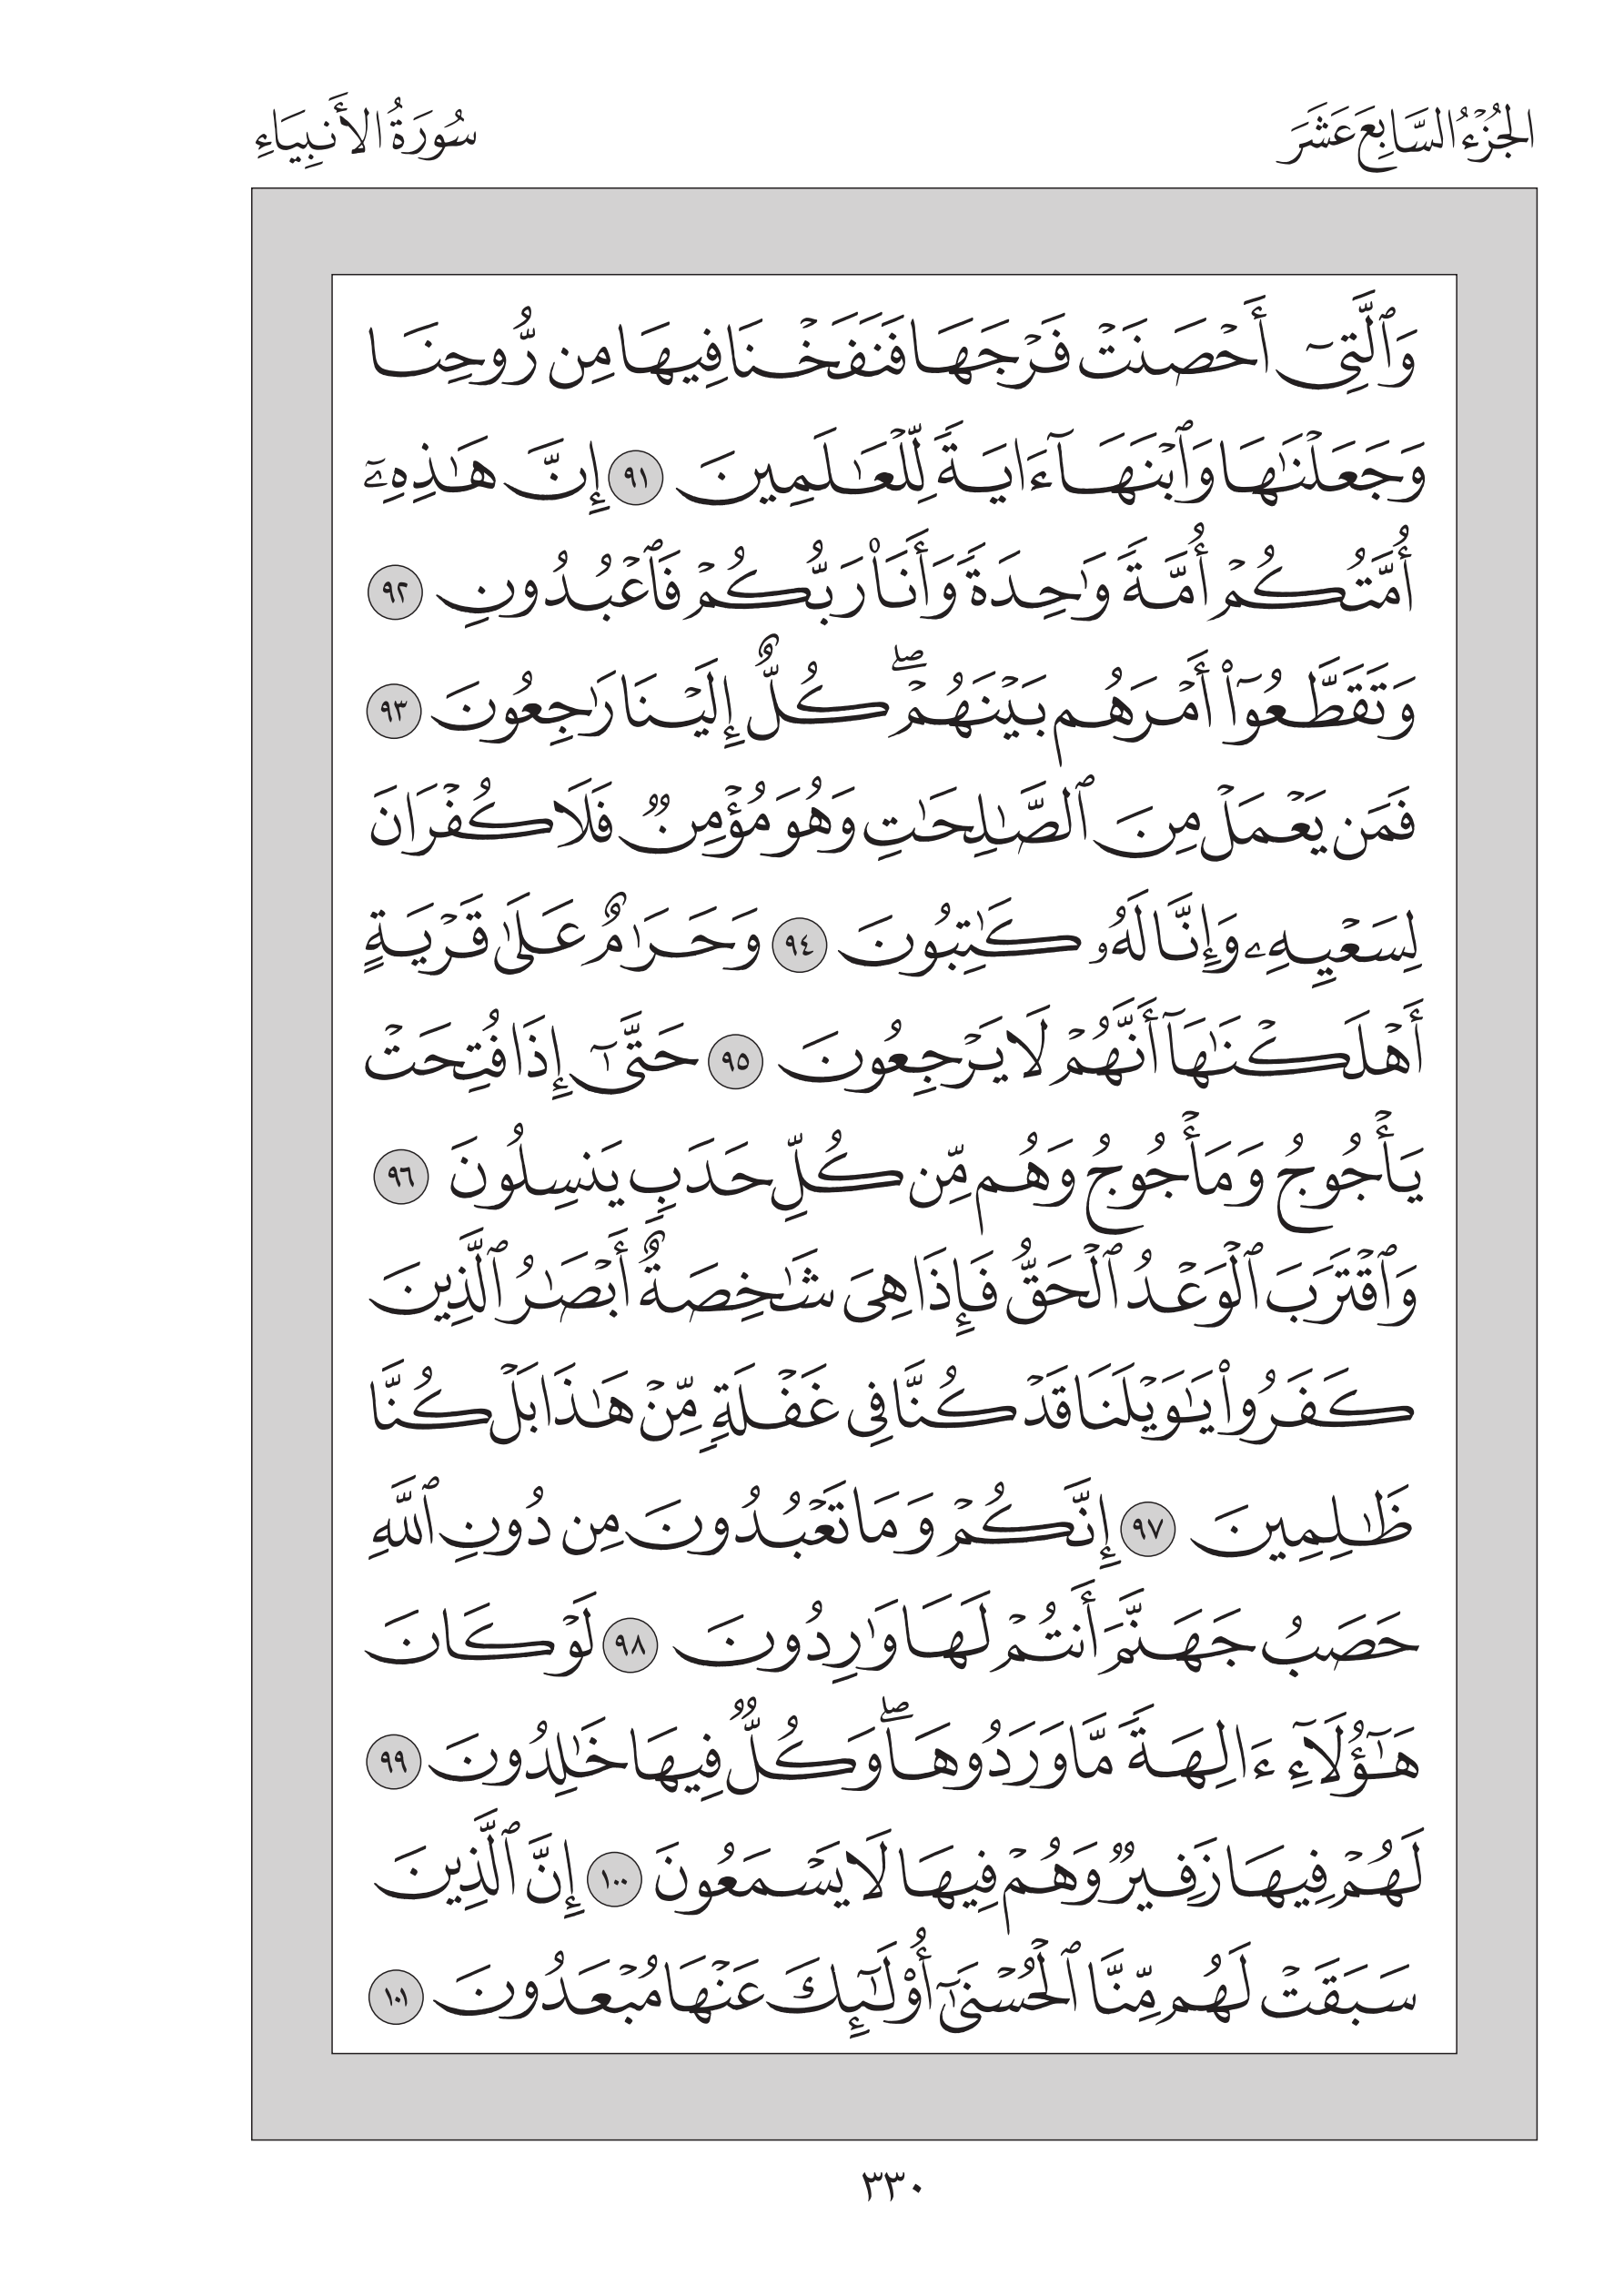 الجُزْءُ السَّابِعَ عَشَرَ
سُورَةُ الأَنبِيَاءِ
وَٱلَّتِىٓ أَحْصَنَتْ فَرْجَهَا فَنَفَخْنَا فِيهَا مِن رُّوحِنَا
وَجَعَلْنَٰهَا وَٱبْنَهَآ ءَايَةً لِّلْعَٰلَمِينَ ٩١ إِنَّ هَٰذِهِۦٓ
أُمَّتُكُمْ أُمَّةً وَٰحِدَةً وَأَنَا۠ رَبُّكُمْ فَٱعْبُدُونِ ٩٢
وَتَقَطَّعُوٓا۟ أَمْرَهُم بَيْنَهُمْ ۖ كُلٌّ إِلَيْنَا رَٰجِعُونَ ٩٣
فَمَن يَعْمَلْ مِنَ ٱلصَّٰلِحَٰتِ وَهُوَ مُؤْمِنٌ فَلَا كُفْرَانَ
لِسَعْيِهِۦ وَإِنَّا لَهُۥ كَٰتِبُونَ ٩٤ وَحَرَٰمٌ عَلَىٰ قَرْيَةٍ
أَهْلَكْنَٰهَآ أَنَّهُمْ لَا يَرْجِعُونَ ٩٥ حَتَّىٰٓ إِذَا فُتِحَتْ
يَأْجُوجُ وَمَأْجُوجُ وَهُم مِّن كُلِّ حَدَبٍ يَنسِلُونَ ٩٦
وَٱقْتَرَبَ ٱلْوَعْدُ ٱلْحَقُّ فَإِذَا هِىَ شَٰخِصَةٌ أَبْصَٰرُ ٱلَّذِينَ
كَفَرُوا۟ يَٰوَيْلَنَا قَدْ كُنَّا فِى غَفْلَةٍ مِّنْ هَٰذَا بَلْ كُنَّا
ظَٰلِمِينَ ٩٧ إِنَّكُمْ وَمَا تَعْبُدُونَ مِن دُونِ ٱللَّهِ
حَصَبُ جَهَنَّمَ أَنتُمْ لَهَا وَٰرِدُونَ ٩٨ لَوْ كَانَ
هَٰٓؤُلَآءِ ءَالِهَةً مَّا وَرَدُوهَا ۖ وَكُلٌّ فِيهَا خَٰلِدُونَ ٩٩
لَهُمْ فِيهَا زَفِيرٌ وَهُمْ فِيهَا لَا يَسْمَعُونَ ١٠٠ إِنَّ ٱلَّذِينَ
سَبَقَتْ لَهُم مِّنَّا ٱلْحُسْنَىٰٓ أُو۟لَٰٓئِكَ عَنْهَا مُبْعَدُونَ ١٠١
٣٣٠